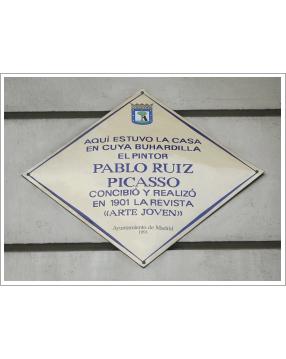 AQUÍ ESTUVO LA CASA
EN CUYA BUHARDILLA
EL PINTOR
PABLO RUIZ
PICASSO
CONCIBIÓ Y REALIZÓ
EN 1901 LA REVISTA
«ARTE JOVEN»
Ayuntamiento de Madrid
1991